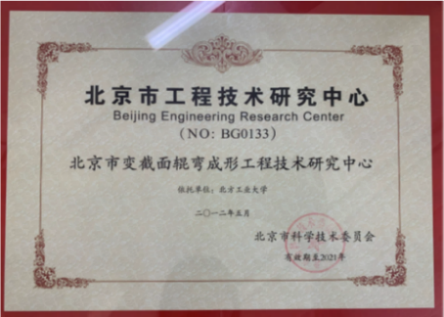 北京市工程技术研究中心
Beijing Engineering Research Center
(NO: BG0133)
北京市变截面辊弯成形工程技术研究中心
依托单位：北方工业大学
二〇一二年五月
北京市科学技术委员会
有效期至2021年